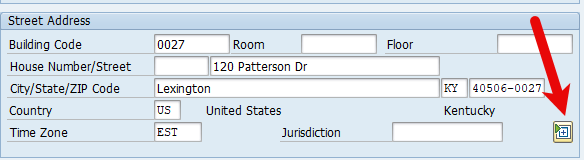 Street Address
Building Code 0027 Room Floor
House Number/Street 120 Patterson Dr
City/State/ZIP Code Lexington KY 40506-0027
Country US United States Kentucky
Time Zone EST Jurisdiction